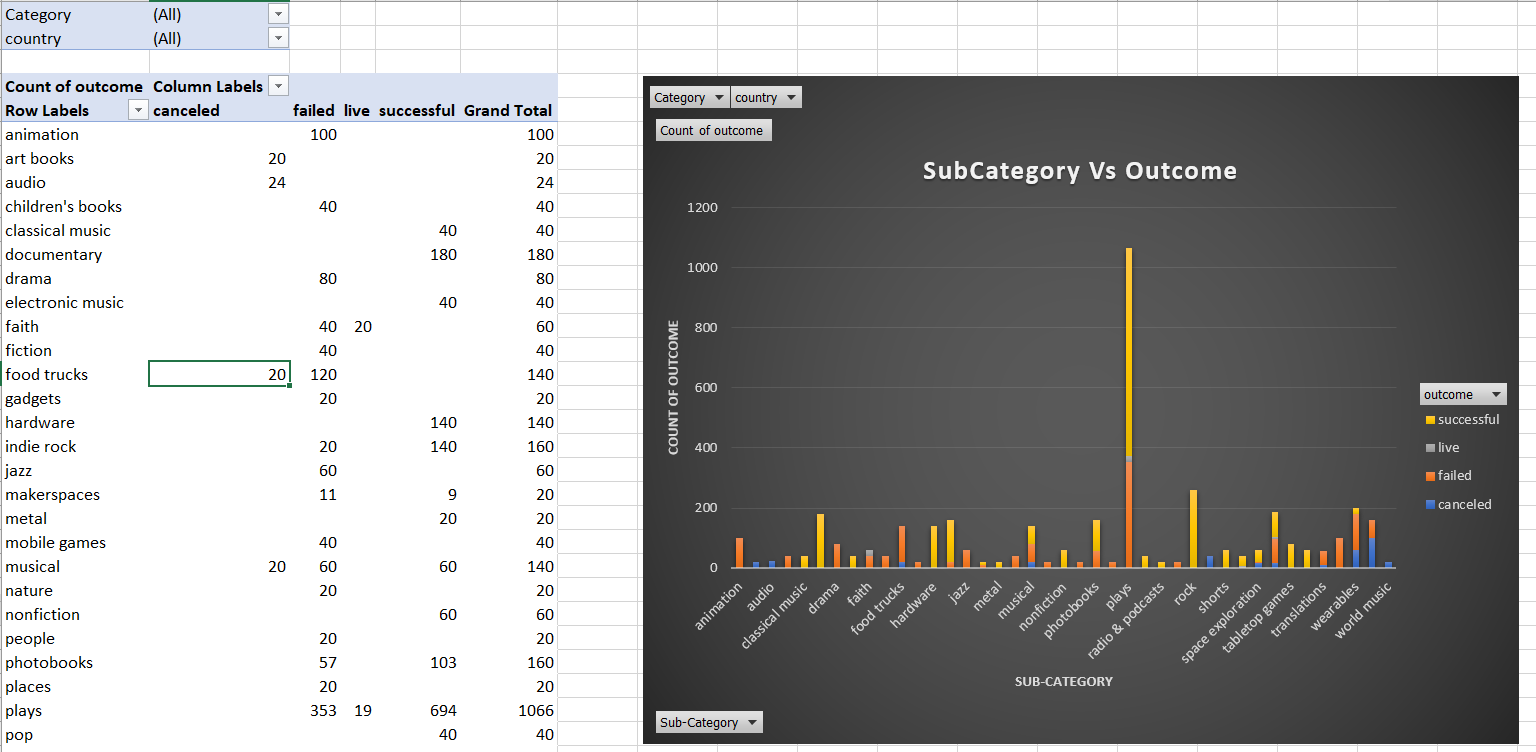 Category (All)
country (All)
Count of outcome Column Labels
Row Labels canceled failed live successful Grand Total
animation 100 100
art books 20 20
audio 24 24
children's books 40 40
classical music 40 40
documentary 180 180
drama 80 80
electronic music 40 40
faith 40 20 60
fiction 40 40
food trucks 20 120 140
gadgets 20 20
hardware 140 140
indie rock 20 140 160
jazz 60 60
makerspaces 11 9 20
metal 20 20
mobile games 40 40
musical 20 60 60 140
nature 20 20
nonfiction 60 60
people 20 20
photobooks 57 103 160
places 20 20
plays 353 19 694 1066
pop 40 40
Category country
Count of outcome
SubCategory Vs Outcome
1200
1000
800
600
400
200
0
COUNT OF OUTCOME
animation
audio
classical music
drama
faith
food trucks
hardware
jazz
metal
musical
nonfiction
photobooks
plays
radio & podcasts
rock
shorts
space exploration
tabletop games
translations
wearables
world music
SUB-CATEGORY
outcome
successful
live
failed
canceled
Sub-Category